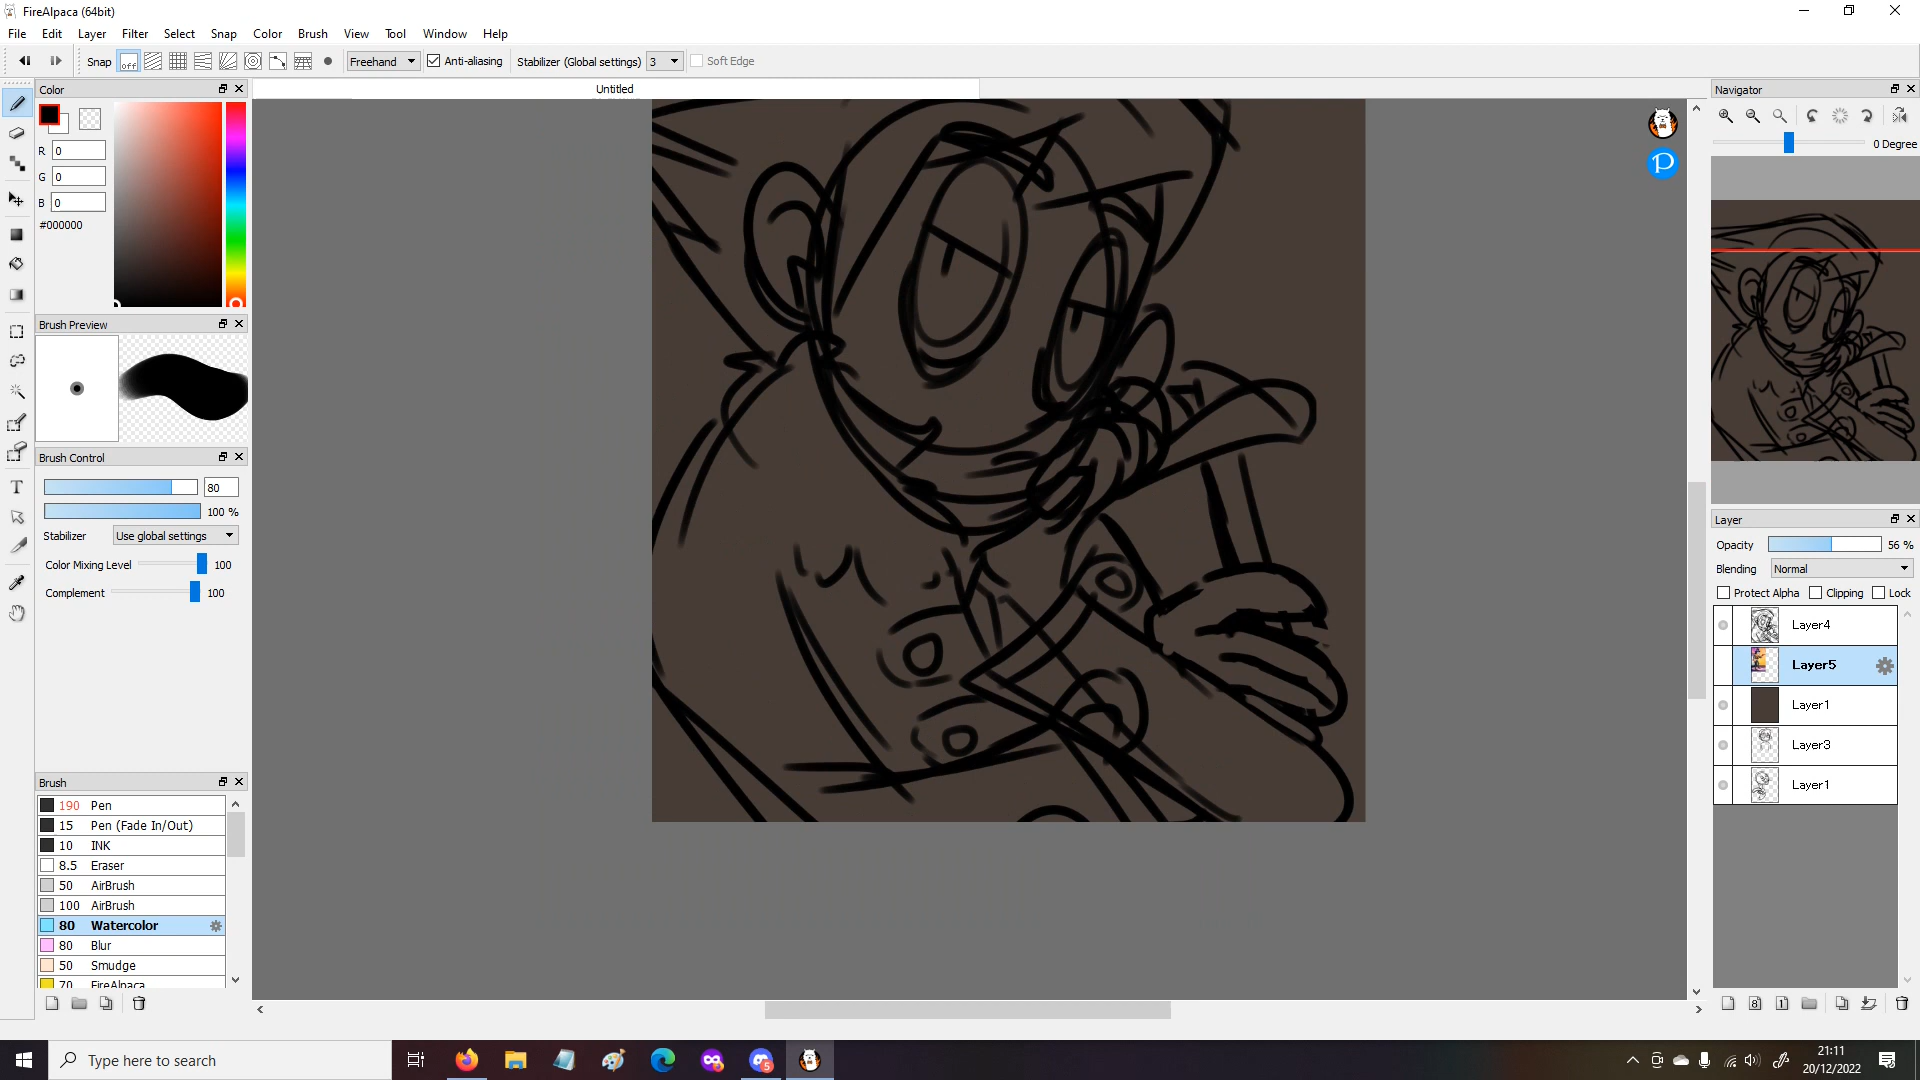 FireAlpaca (64bit)
File Edit Layer Filter Select Snap Color Brush View Tool Window Help
Snap off Freehand Anti-aliasing Stabilizer (Global settings) 3 Soft Edge
Color
Untitled
Navigator
R 0
G 0
B 0
#000000
0 Degree
Brush Preview
Brush Control
80
100 %
Stabilizer Use global settings
Color Mixing Level 100
Complement 100
Layer
Opacity 56 %
Blending Normal
Protect Alpha Clipping Lock
Layer4
Layer5
Layer1
Layer3
Layer1
Brush
190 Pen
15 Pen (Fade In/Out)
10 INK
8.5 Eraser
50 AirBrush
100 AirBrush
80 Watercolor
80 Blur
50 Smudge
70 FireAlpaca
Type here to search
5
21:11
20/12/2022